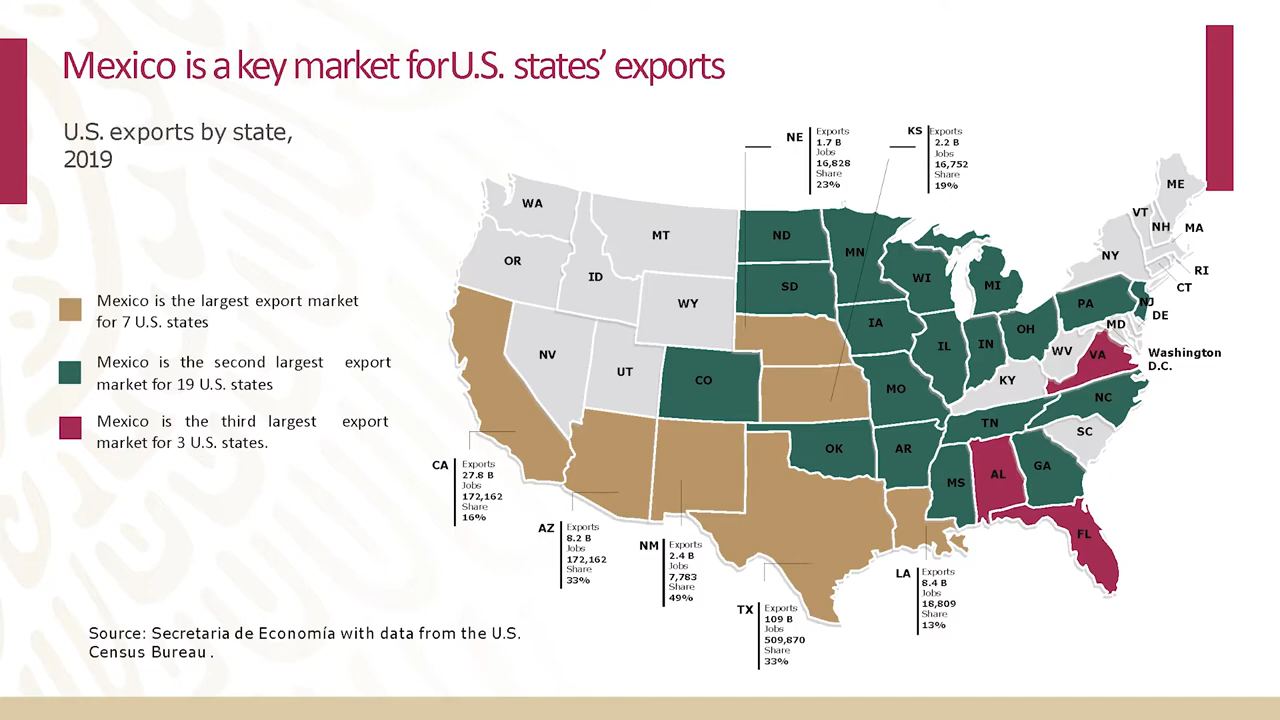 Mexico is a key market for U.S. states’ exports
U.S. exports by state,
2019
Mexico is the largest export market
for 7 U.S. states
Mexico is the second largest export
market for 19 U.S. states
Mexico is the third largest export
market for 3 U.S. states.
NE
Exports
1.7 B
Jobs
16,828
Share
23%
KS
Exports
2.2 B
Jobs
16,752
Share
19%
WA
OR
ID
MT
WY
NV
UT
CO
ND
SD
MN
WI
MI
IA
IL
IN
OH
MO
PA
NY
VT
NH
ME
MA
RI
CT
NJ
DE
MD
Washington
D.C.
WV
VA
KY
NC
TN
SC
OK
AR
MS
AL
GA
FL
CA
Exports
27.8 B
Jobs
172,162
Share
16%
AZ
Exports
8.2 B
Jobs
172,162
Share
33%
NM
Exports
2.4 B
Jobs
7,783
Share
49%
TX
Exports
109 B
Jobs
509,870
Share
33%
LA
Exports
8.4 B
Jobs
18,809
Share
13%
Source: Secretaria de Economía with data from the U.S.
Census Bureau .